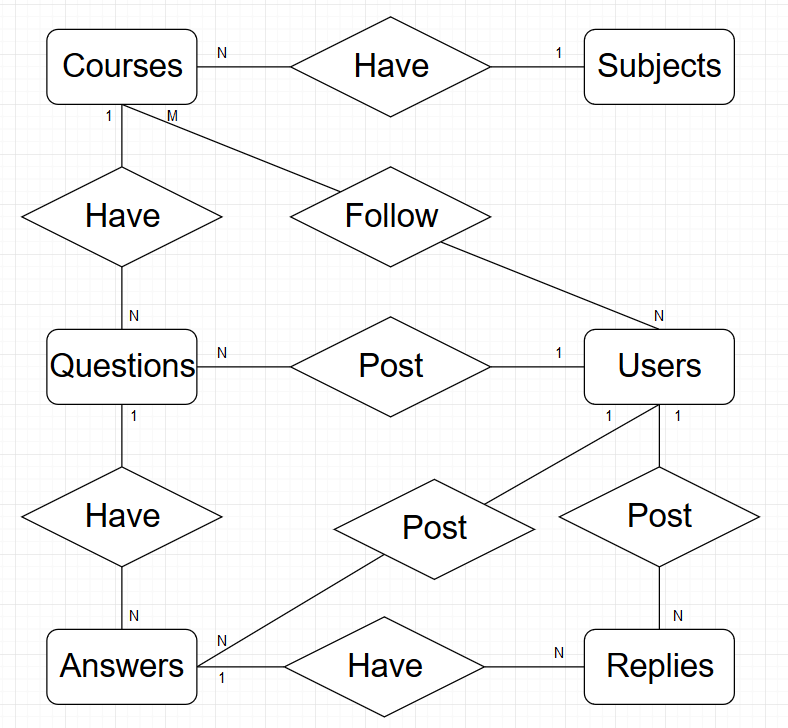 Courses
N
Have
1
Subjects
1
M
Have
Follow
N
N
Questions
N
Post
1
Users
1
1
1
Have
Post
Post
N
N
N
Answers
1
Have
N
Replies